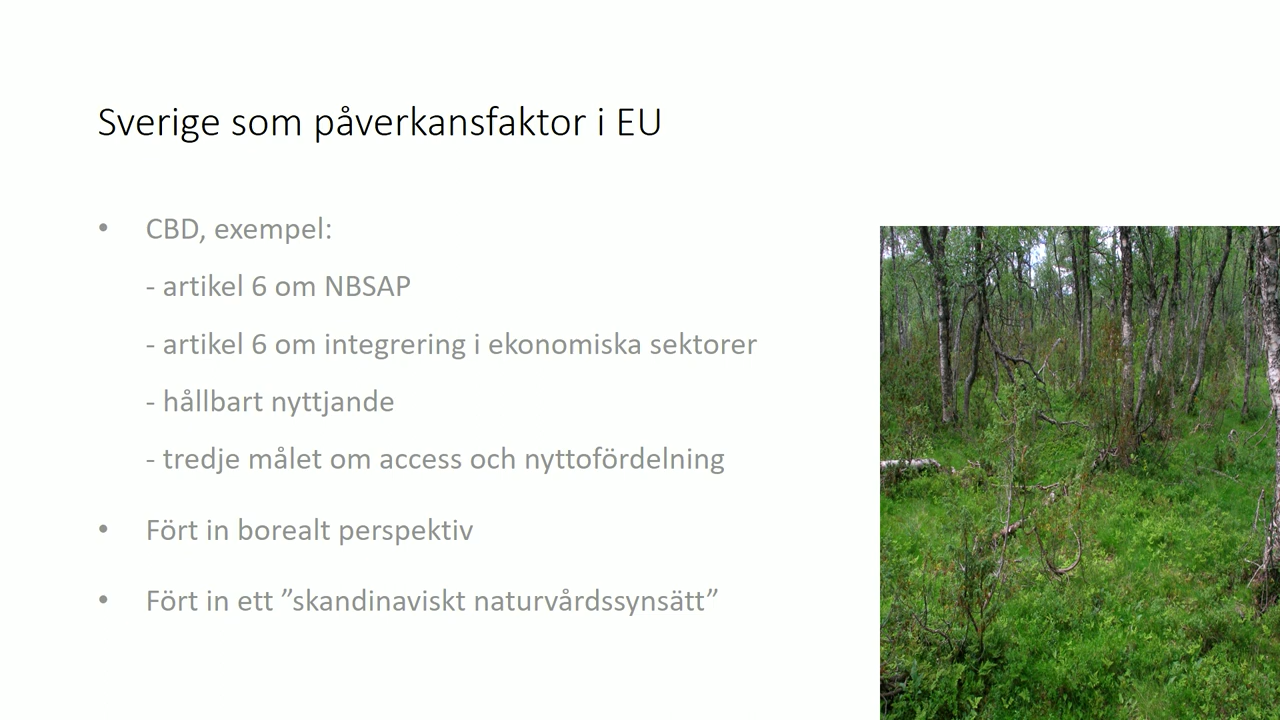 Sverige som påverkansfaktor i EU
• CBD, exempel:
- artikel 6 om NBSAP
- artikel 6 om integrering i ekonomiska sektorer
- hållbart nyttjande
- tredje målet om access och nyttofördelning
• Fört in borealt perspektiv
• Fört in ett ”skandinaviskt naturvårdssynsätt”